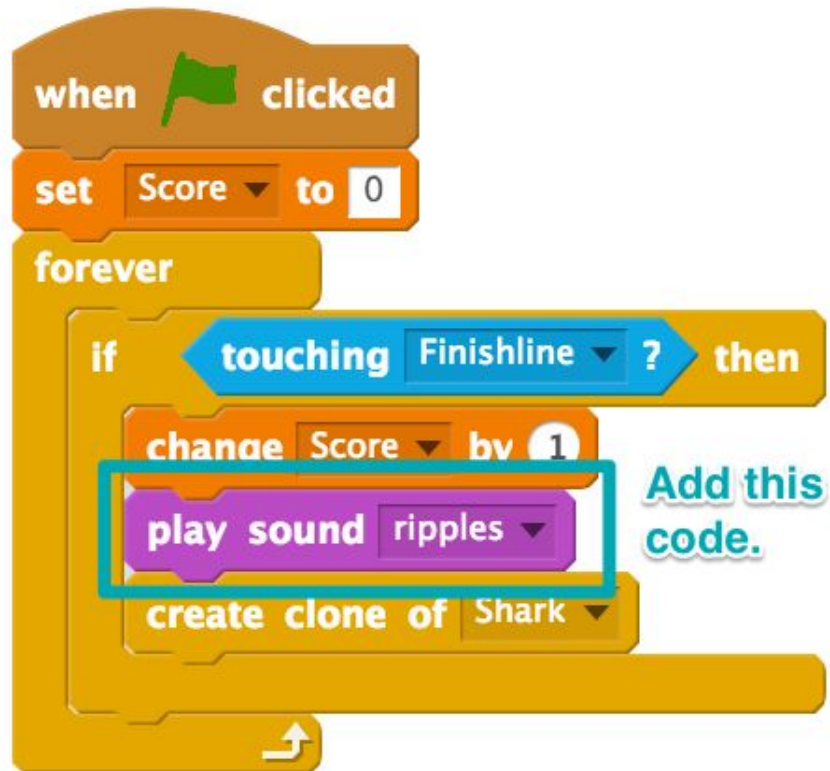 when clicked
set Score to 0
forever
if touching Finishline ? then
change Score by 1
play sound ripples
create clone of Shark
Add this
code.